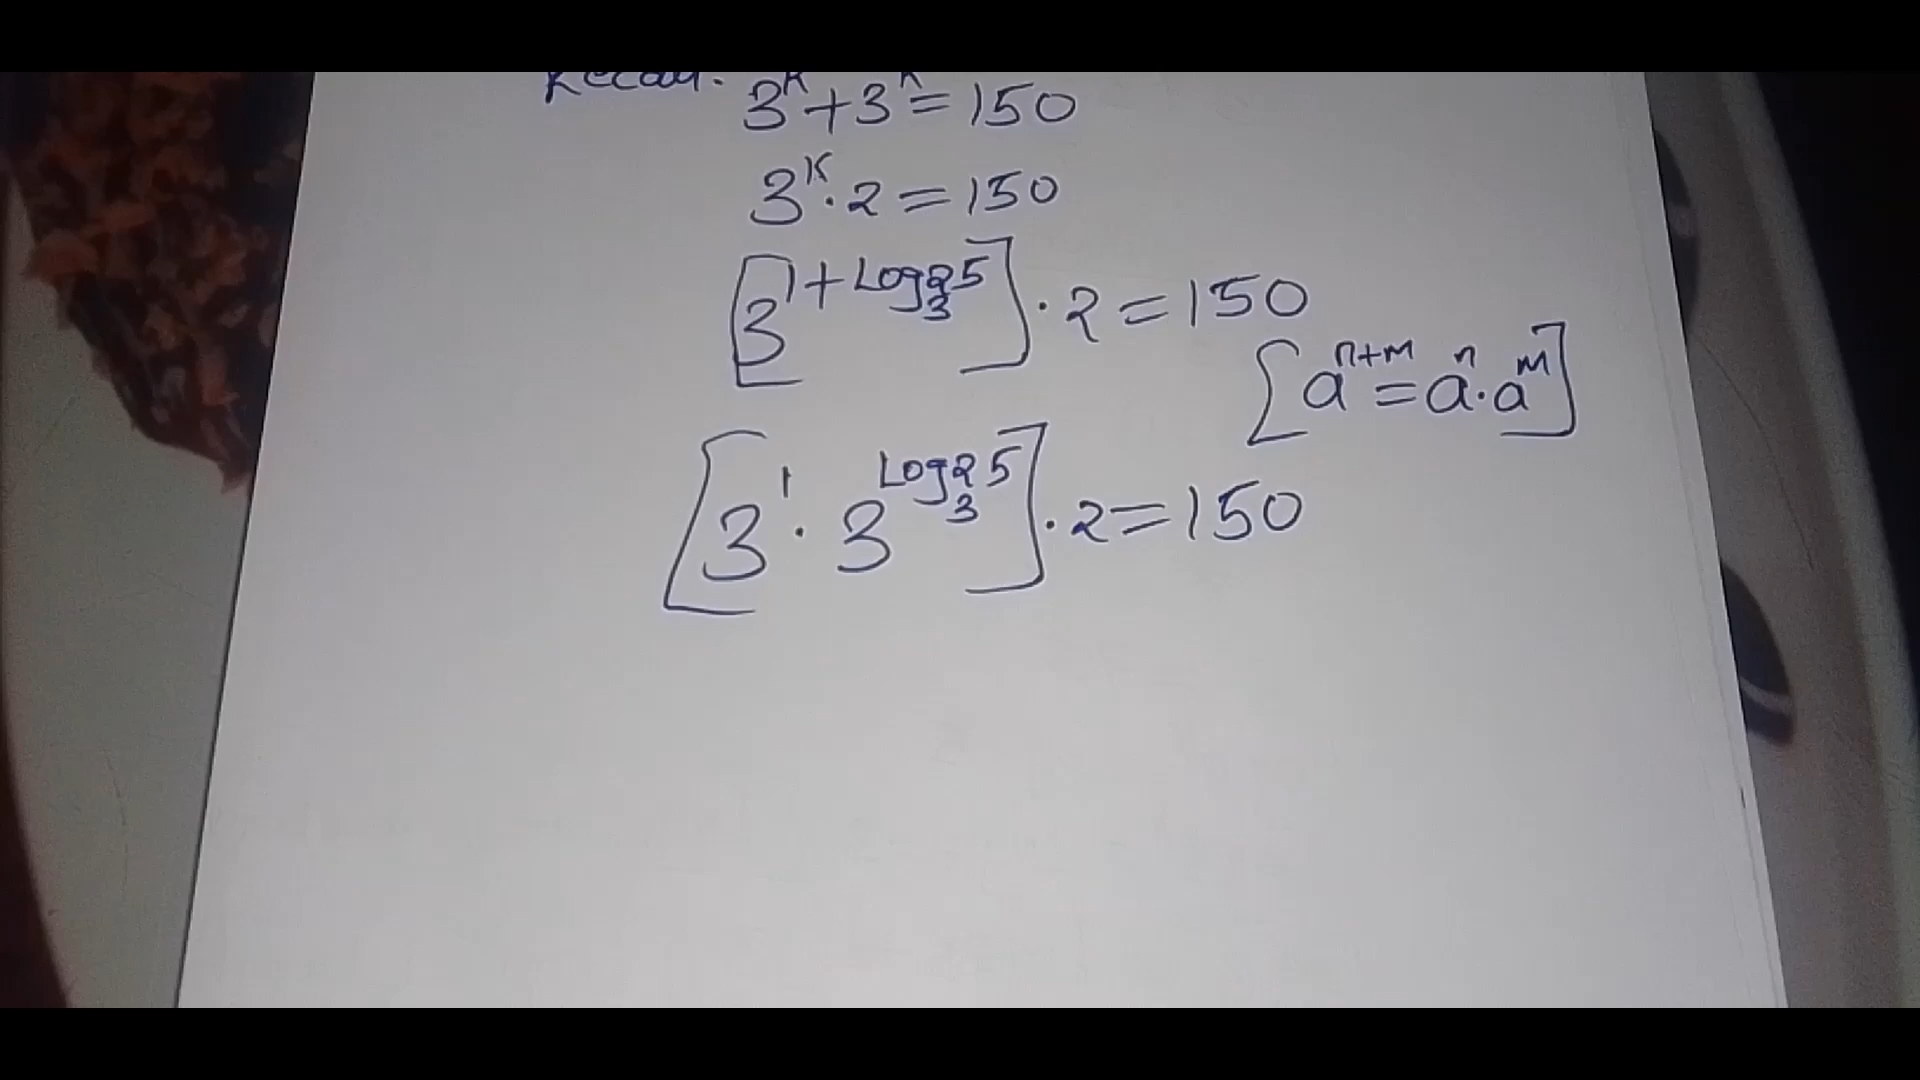 Recall: 3^k + 3^k = 150
3^k · 2 = 150
[3^(1 + Log_3 25)] · 2 = 150
[a^(n+m) = a^n · a^m]
[3^1 · 3^(Log_3 25)] · 2 = 150